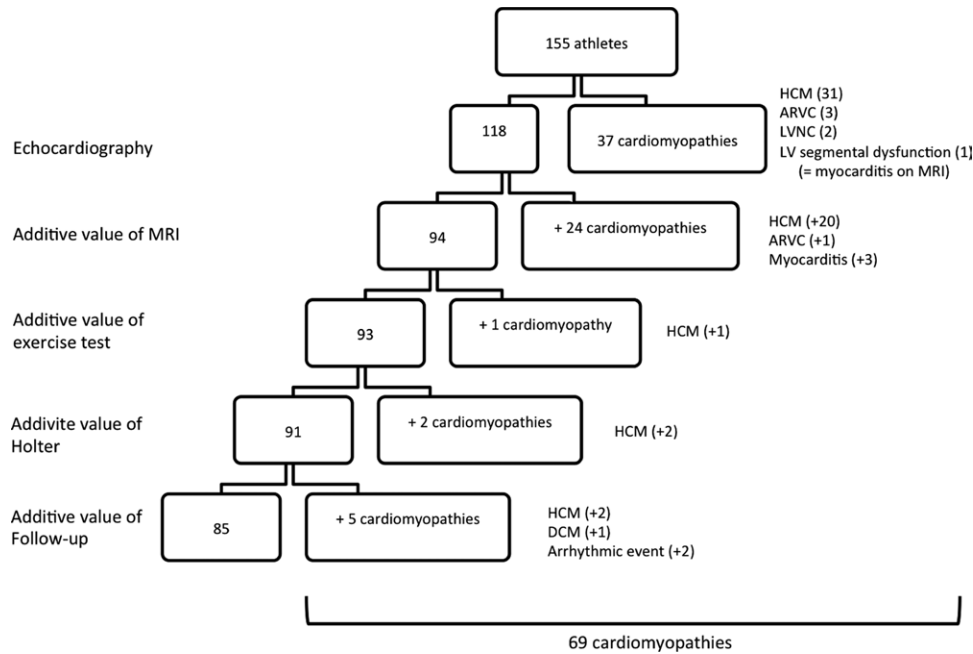 155 athletes
Echocardiography
118
37 cardiomyopathies
HCM (31)
ARVC (3)
LVNC (2)
LV segmental dysfunction (1)
(= myocarditis on MRI)
Additive value of MRI
94
+ 24 cardiomyopathies
HCM (+20)
ARVC (+1)
Myocarditis (+3)
Additive value of
exercise test
93
+ 1 cardiomyopathy
HCM (+1)
Addivite value of
Holter
91
+ 2 cardiomyopathies
HCM (+2)
Additive value of
Follow-up
85
+ 5 cardiomyopathies
HCM (+2)
DCM (+1)
Arrhythmic event (+2)
69 cardiomyopathies